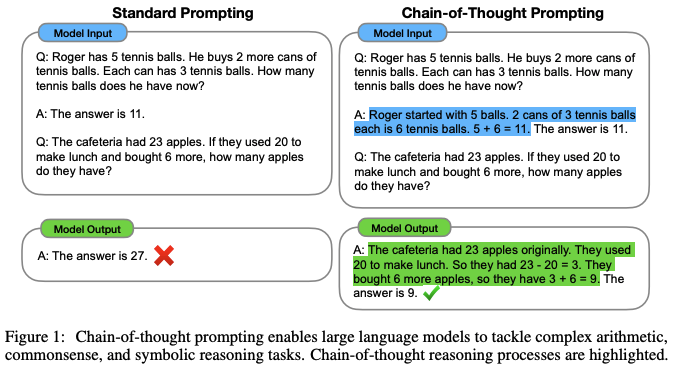 Standard Prompting
Model Input
Q: Roger has 5 tennis balls. He buys 2 more cans of
tennis balls. Each can has 3 tennis balls. How many
tennis balls does he have now?
A: The answer is 11.
Q: The cafeteria had 23 apples. If they used 20 to
make lunch and bought 6 more, how many apples
do they have?
Model Output
A: The answer is 27.
Chain-of-Thought Prompting
Model Input
Q: Roger has 5 tennis balls. He buys 2 more cans of
tennis balls. Each can has 3 tennis balls. How many
tennis balls does he have now?
A: Roger started with 5 balls. 2 cans of 3 tennis balls
each is 6 tennis balls. 5 + 6 = 11. The answer is 11.
Q: The cafeteria had 23 apples. If they used 20 to
make lunch and bought 6 more, how many apples
do they have?
Model Output
A: The cafeteria had 23 apples originally. They used
20 to make lunch. So they had 23 - 20 = 3. They
bought 6 more apples, so they have 3 + 6 = 9. The
answer is 9.
Figure 1: Chain-of-thought prompting enables large language models to tackle complex arithmetic,
commonsense, and symbolic reasoning tasks. Chain-of-thought reasoning processes are highlighted.